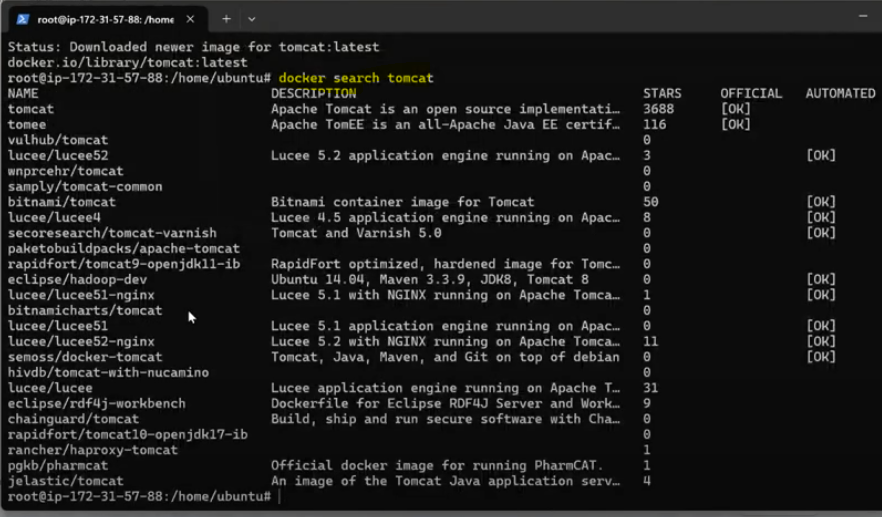 root@ip-172-31-57-88: /home
Status: Downloaded newer image for tomcat:latest
docker.io/library/tomcat:latest
root@ip-172-31-57-88:/home/ubuntu# docker search tomcat
NAME DESCRIPTION STARS OFFICIAL AUTOMATED
tomcat Apache Tomcat is an open source implementati… 3688 [OK]
tomee Apache TomEE is an all-Apache Java EE certif… 116 [OK]
vulhub/tomcat 0
lucee/lucee52 Lucee 5.2 application engine running on Apac… 3 [OK]
wnprcehr/tomcat 0
samply/tomcat-common 0
bitnami/tomcat Bitnami container image for Tomcat 50 [OK]
lucee/lucee4 Lucee 4.5 application engine running on Apac… 8 [OK]
secoresearch/tomcat-varnish Tomcat and Varnish 5.0 0 [OK]
paketobuildpacks/apache-tomcat 0
rapidfort/tomcat9-openjdk11-ib RapidFort optimized, hardened image for Tomc… 0
eclipse/hadoop-dev Ubuntu 14.04, Maven 3.3.9, JDK8, Tomcat 8 0 [OK]
lucee/lucee51-nginx Lucee 5.1 with NGINX running on Apache Tomca… 1 [OK]
bitnamicharts/tomcat 0
lucee/lucee51 Lucee 5.1 application engine running on Apac… 0 [OK]
lucee/lucee52-nginx Lucee 5.2 with NGINX running on Apache Tomca… 11 [OK]
semoss/docker-tomcat Tomcat, Java, Maven, and Git on top of debian 0 [OK]
hivdb/tomcat-with-nucamino 0
lucee/lucee Lucee application engine running on Apache T… 31
eclipse/rdf4j-workbench Dockerfile for Eclipse RDF4J Server and Work… 9
chainguard/tomcat Build, ship and run secure software with Cha… 0
rapidfort/tomcat10-openjdk17-ib 0
rancher/haproxy-tomcat 1
pgkb/pharmcat Official docker image for running PharmCAT. 1
jelastic/tomcat An image of the Tomcat Java application serv… 4
root@ip-172-31-57-88:/home/ubuntu#